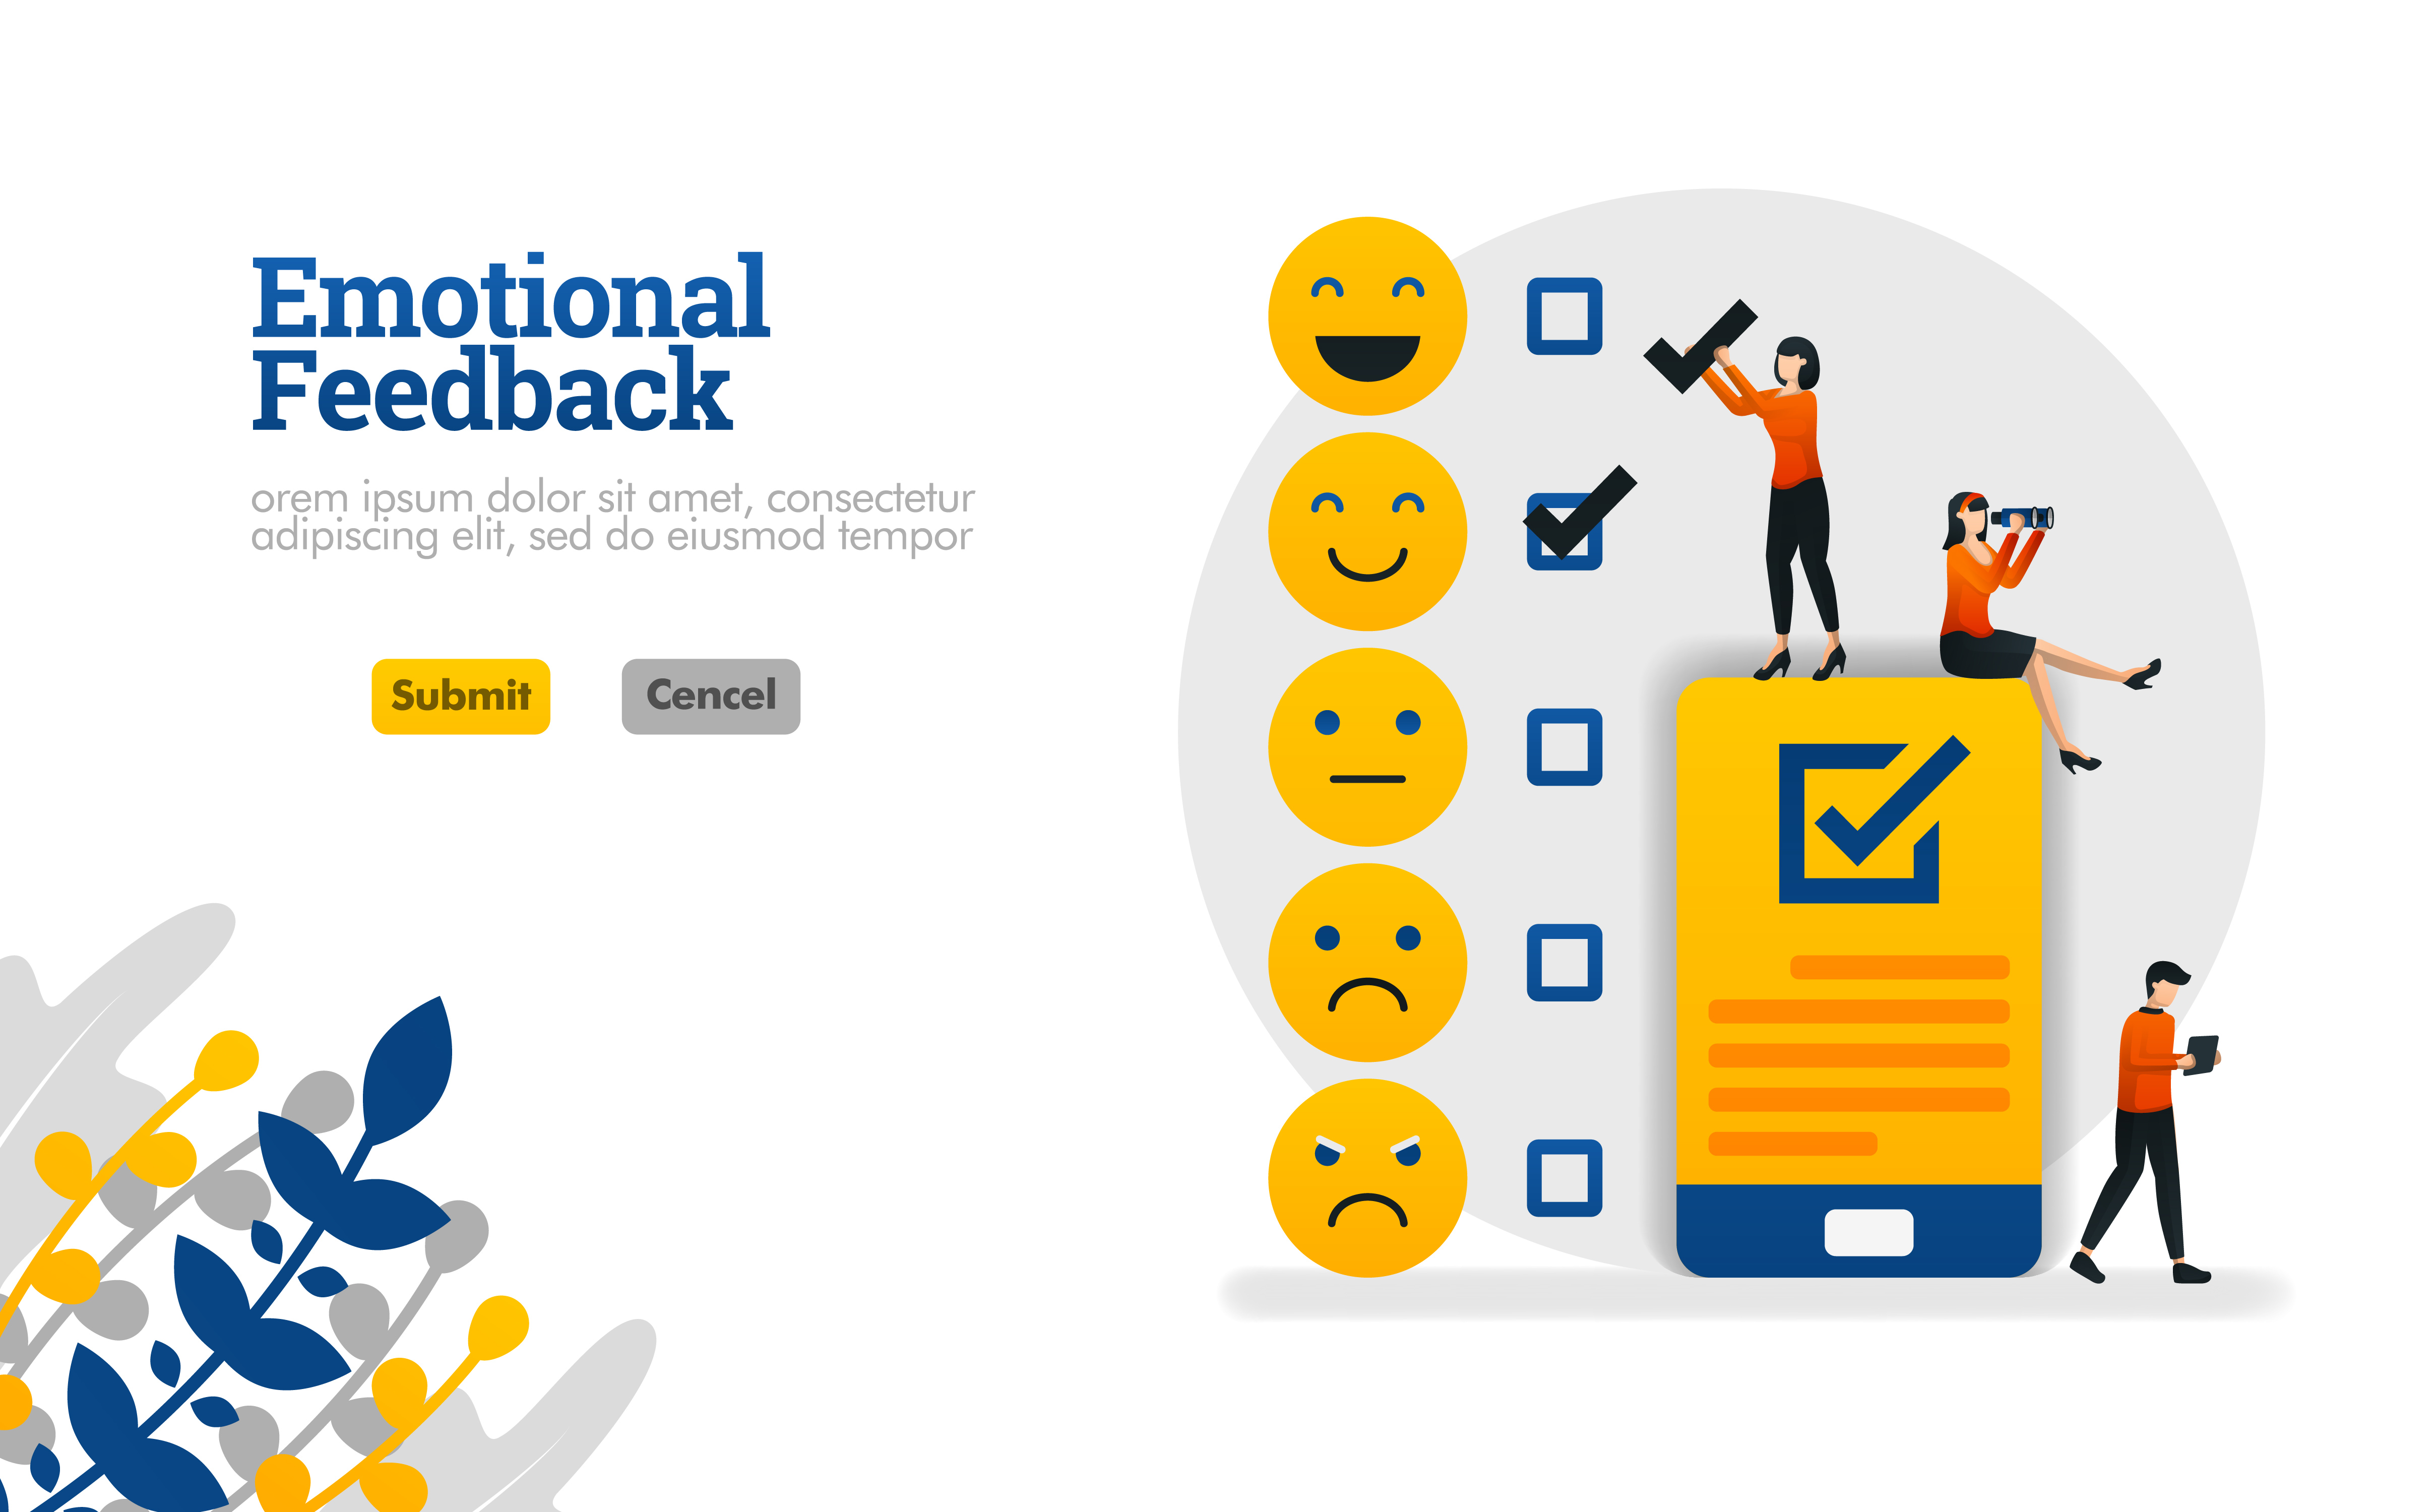 Emotional
Feedback
orem ipsum dolor sit amet, consectetur
adipiscing elit, sed do eiusmod tempor
Submit
Cencel